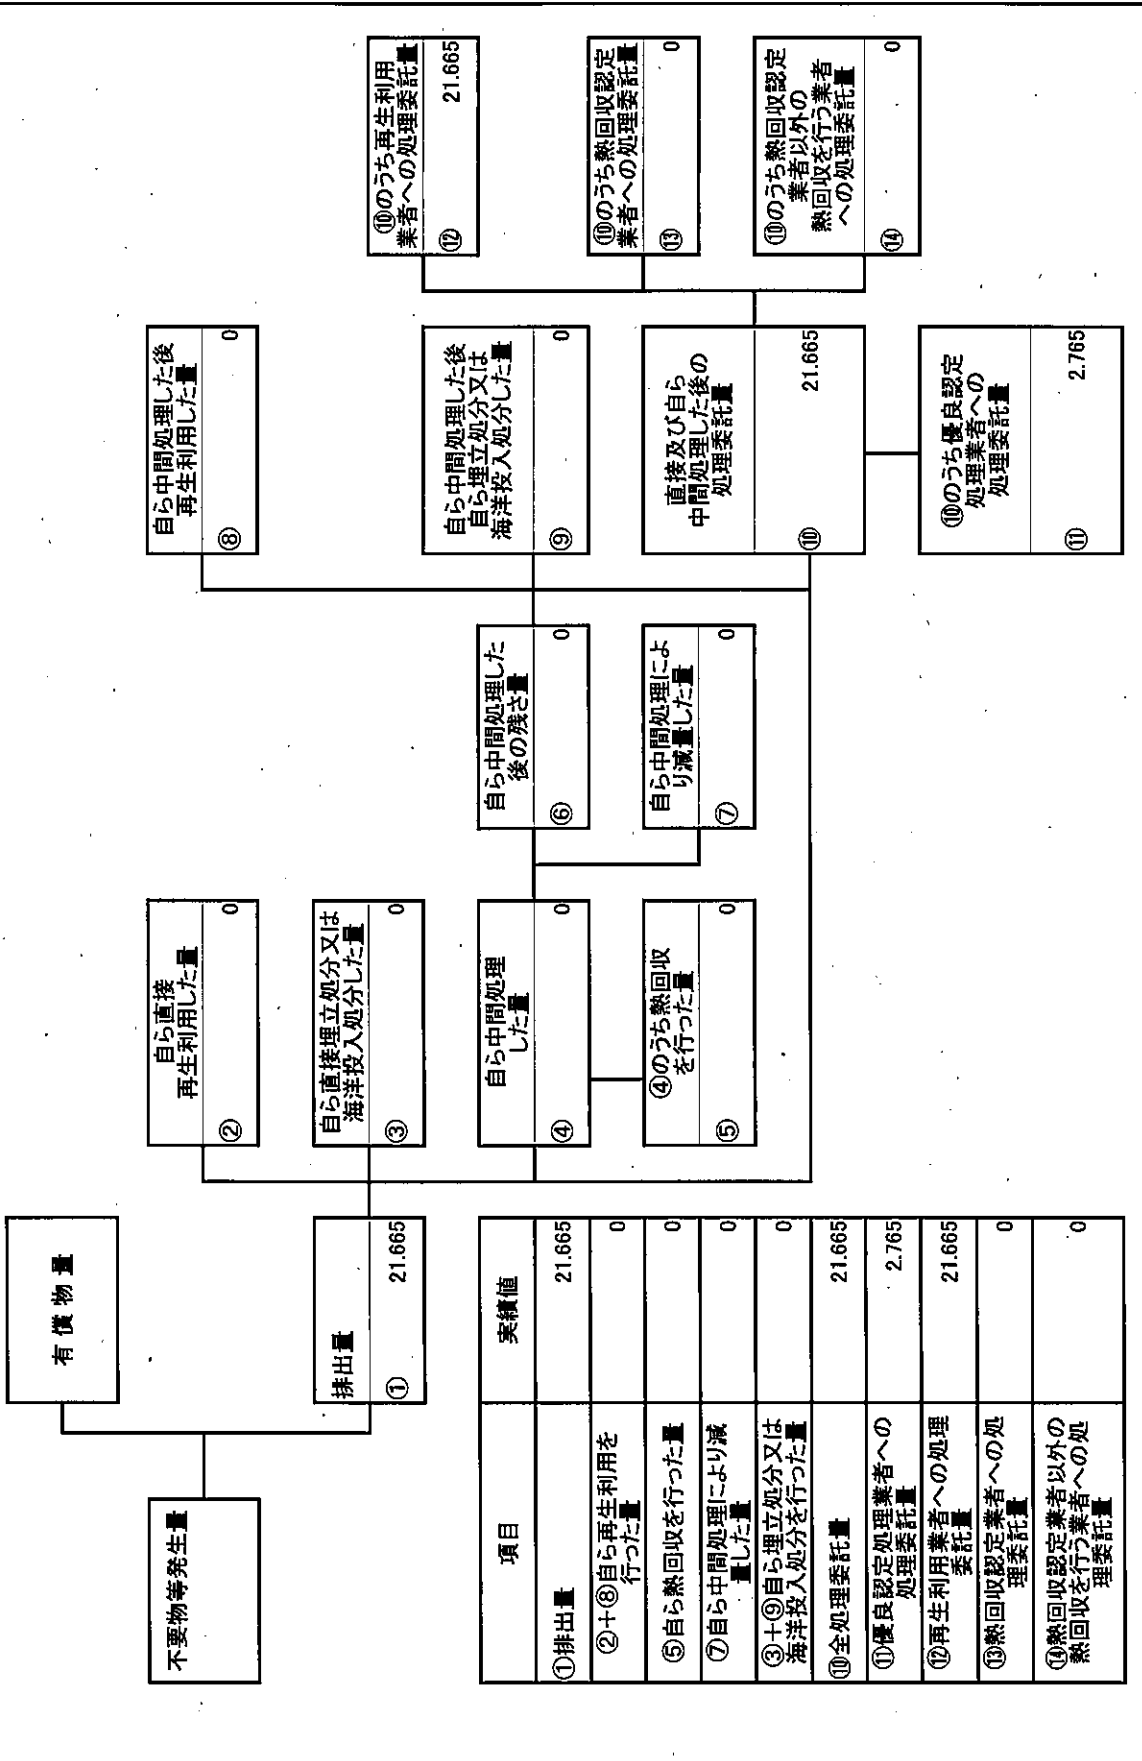 不要物等発生量
有償物量
排出量
① 21.665
自ら直接
再生利用した量
② 0
自ら直接埋立処分又は
海洋投入処分した量
③ 0
自ら中間処理
した量
④ 0
④のうち熱回収
を行った量
⑤ 0
自ら中間処理した
後の残さ量
⑥ 0
自ら中間処理によ
り減量した量
⑦ 0
自ら中間処理した後
再生利用した量
⑧ 0
自ら中間処理した後
自ら埋立処分又は
海洋投入処分した量
⑨ 0
直接及び自ら
中間処理した後の
処理委託量
⑩ 21.665
⑩のうち優良認定
処理業者への
処理委託量
⑪ 2.765
⑩のうち再生利用
業者への処理委託量
⑫ 21.665
⑩のうち熱回収認定
業者への処理委託量
⑬ 0
⑩のうち熱回収認定
業者以外の
熱回収を行う業者
への処理委託量
⑭ 0
項目 実績値
①排出量 21.665
②+⑧自ら再生利用を
行った量 0
⑤自ら熱回収を行った量 0
⑦自ら中間処理により減
量した量 0
③+⑨自ら埋立処分又は
海洋投入処分を行った量 0
⑩全処理委託量 21.665
⑪優良認定処理業者への
処理委託量 2.765
⑫再生利用業者への処理
委託量 21.665
⑬熱回収認定業者への処
理委託量 0
⑭熱回収認定業者以外の
熱回収を行う業者への処
理委託量 0